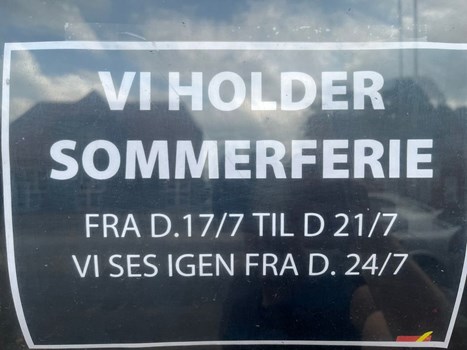 VI HOLDER
SOMMERFERIE
FRA D.17/7 TIL D 21/7
VI SES IGEN FRA D. 24/7